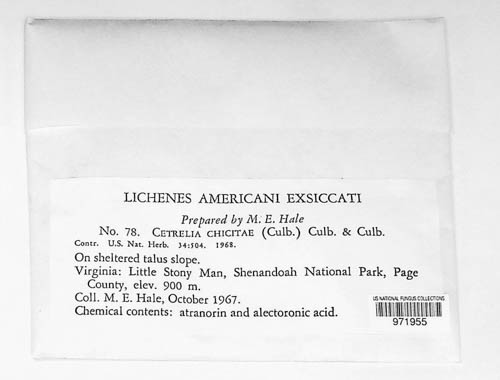 LICHENES AMERICANI EXSICCATI
Prepared by M. E. Hale
No. 78. CETRELIA CHICITAE (Culb.) Culb. & Culb.
Contr. U.S. Nat. Herb. 34:504. 1968.
On sheltered talus slope.
Virginia: Little Stony Man, Shenandoah National Park, Page
County, elev. 900 m.
Coll. M. E. Hale, October 1967.
Chemical contents: atranorin and alectoronic acid.
US NATIONAL FUNGUS COLLECTIONS
971955